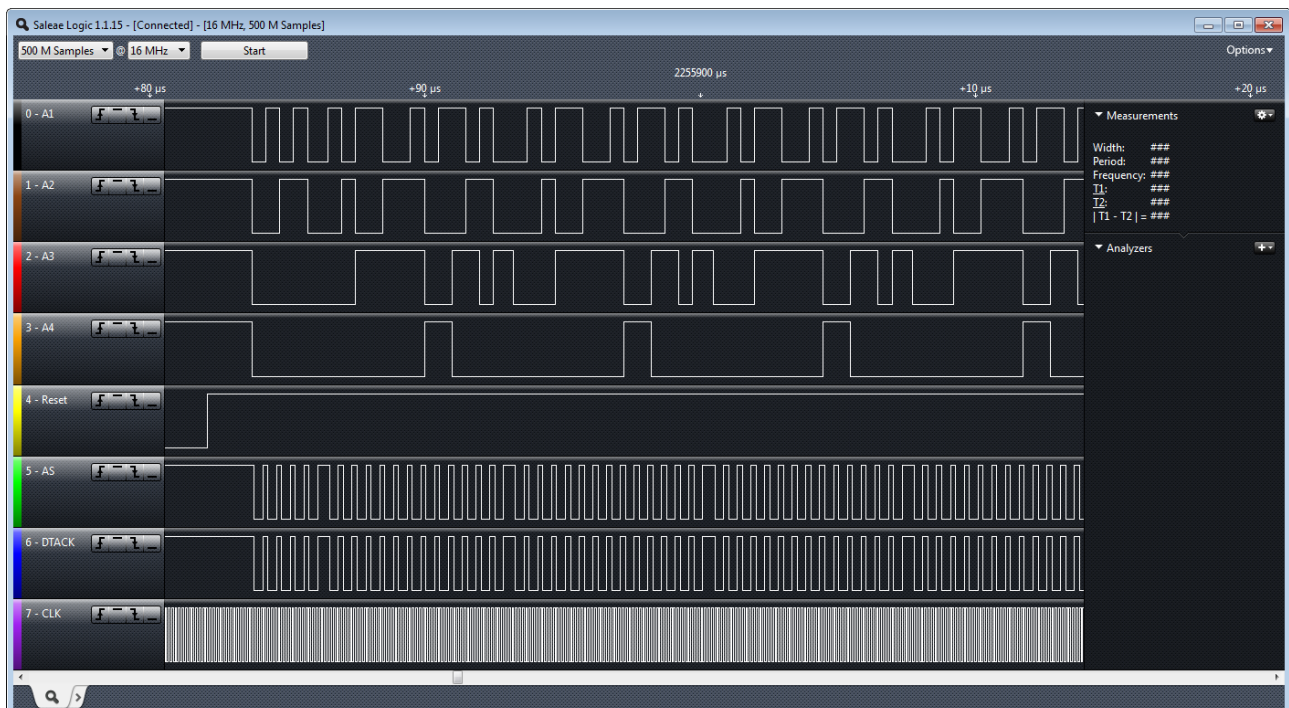 Saleae Logic 1.1.15 - [Connected] - [16 MHz, 500 M Samples]
500 M Samples @ 16 MHz Start Options
2255900 µs
+80 µs +90 µs +10 µs +20 µs
0 - A1
1 - A2
2 - A3
3 - A4
4 - Reset
5 - AS
6 - DTACK
7 - CLK
Measurements
Width: ###
Period: ###
Frequency: ###
T1: ###
T2: ###
| T1 - T2 | = ###
Analyzers